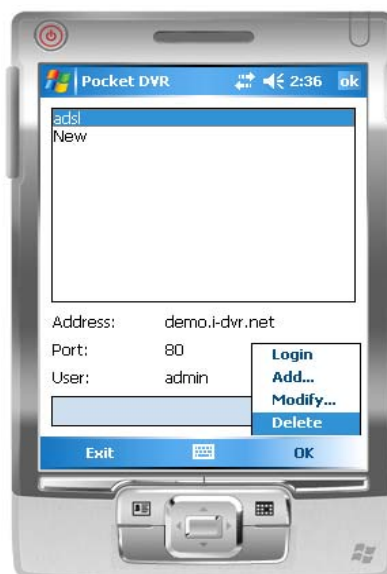 Pocket DVR 2:36 ok
adsl
New
Address: demo.i-dvr.net
Port: 80
User: admin
Login
Add...
Modify...
Delete
Exit OK